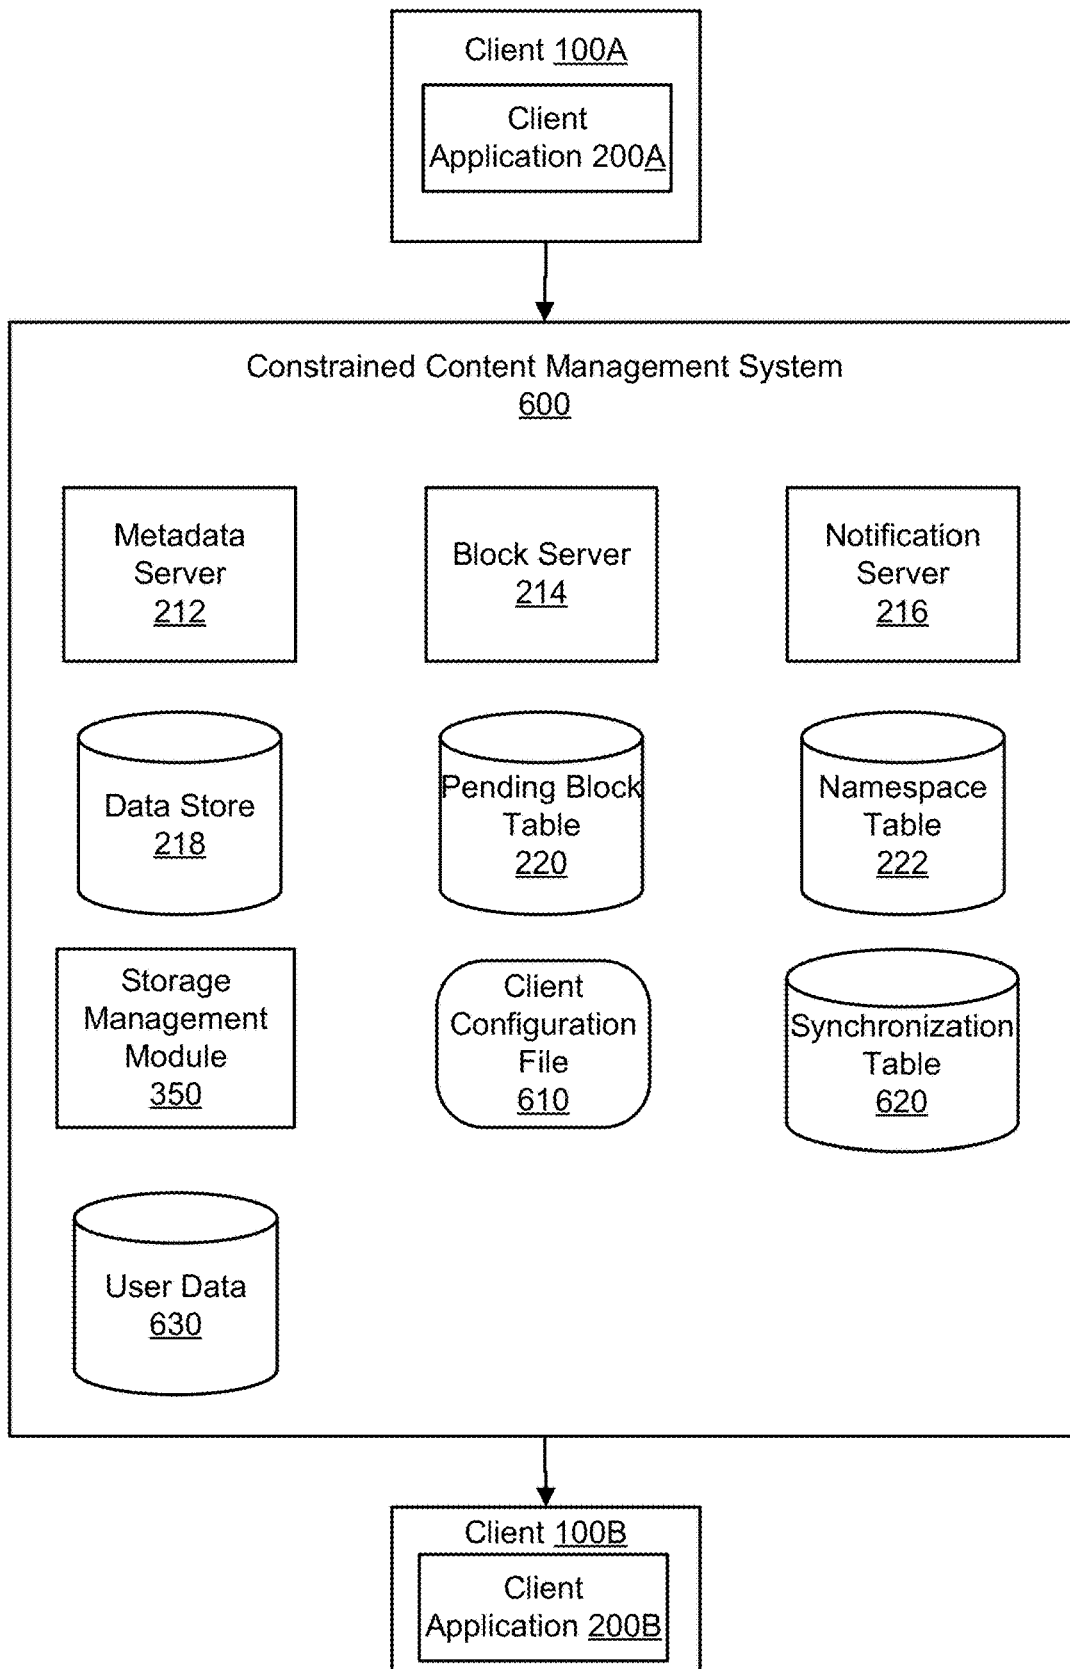 Client 100A
Client
Application 200A
Constrained Content Management System
600
Metadata
Server
212
Block Server
214
Notification
Server
216
Data Store
218
Pending Block
Table
220
Namespace
Table
222
Storage
Management
Module
350
Client
Configuration
File
610
Synchronization
Table
620
User Data
630
Client 100B
Client
Application 200B